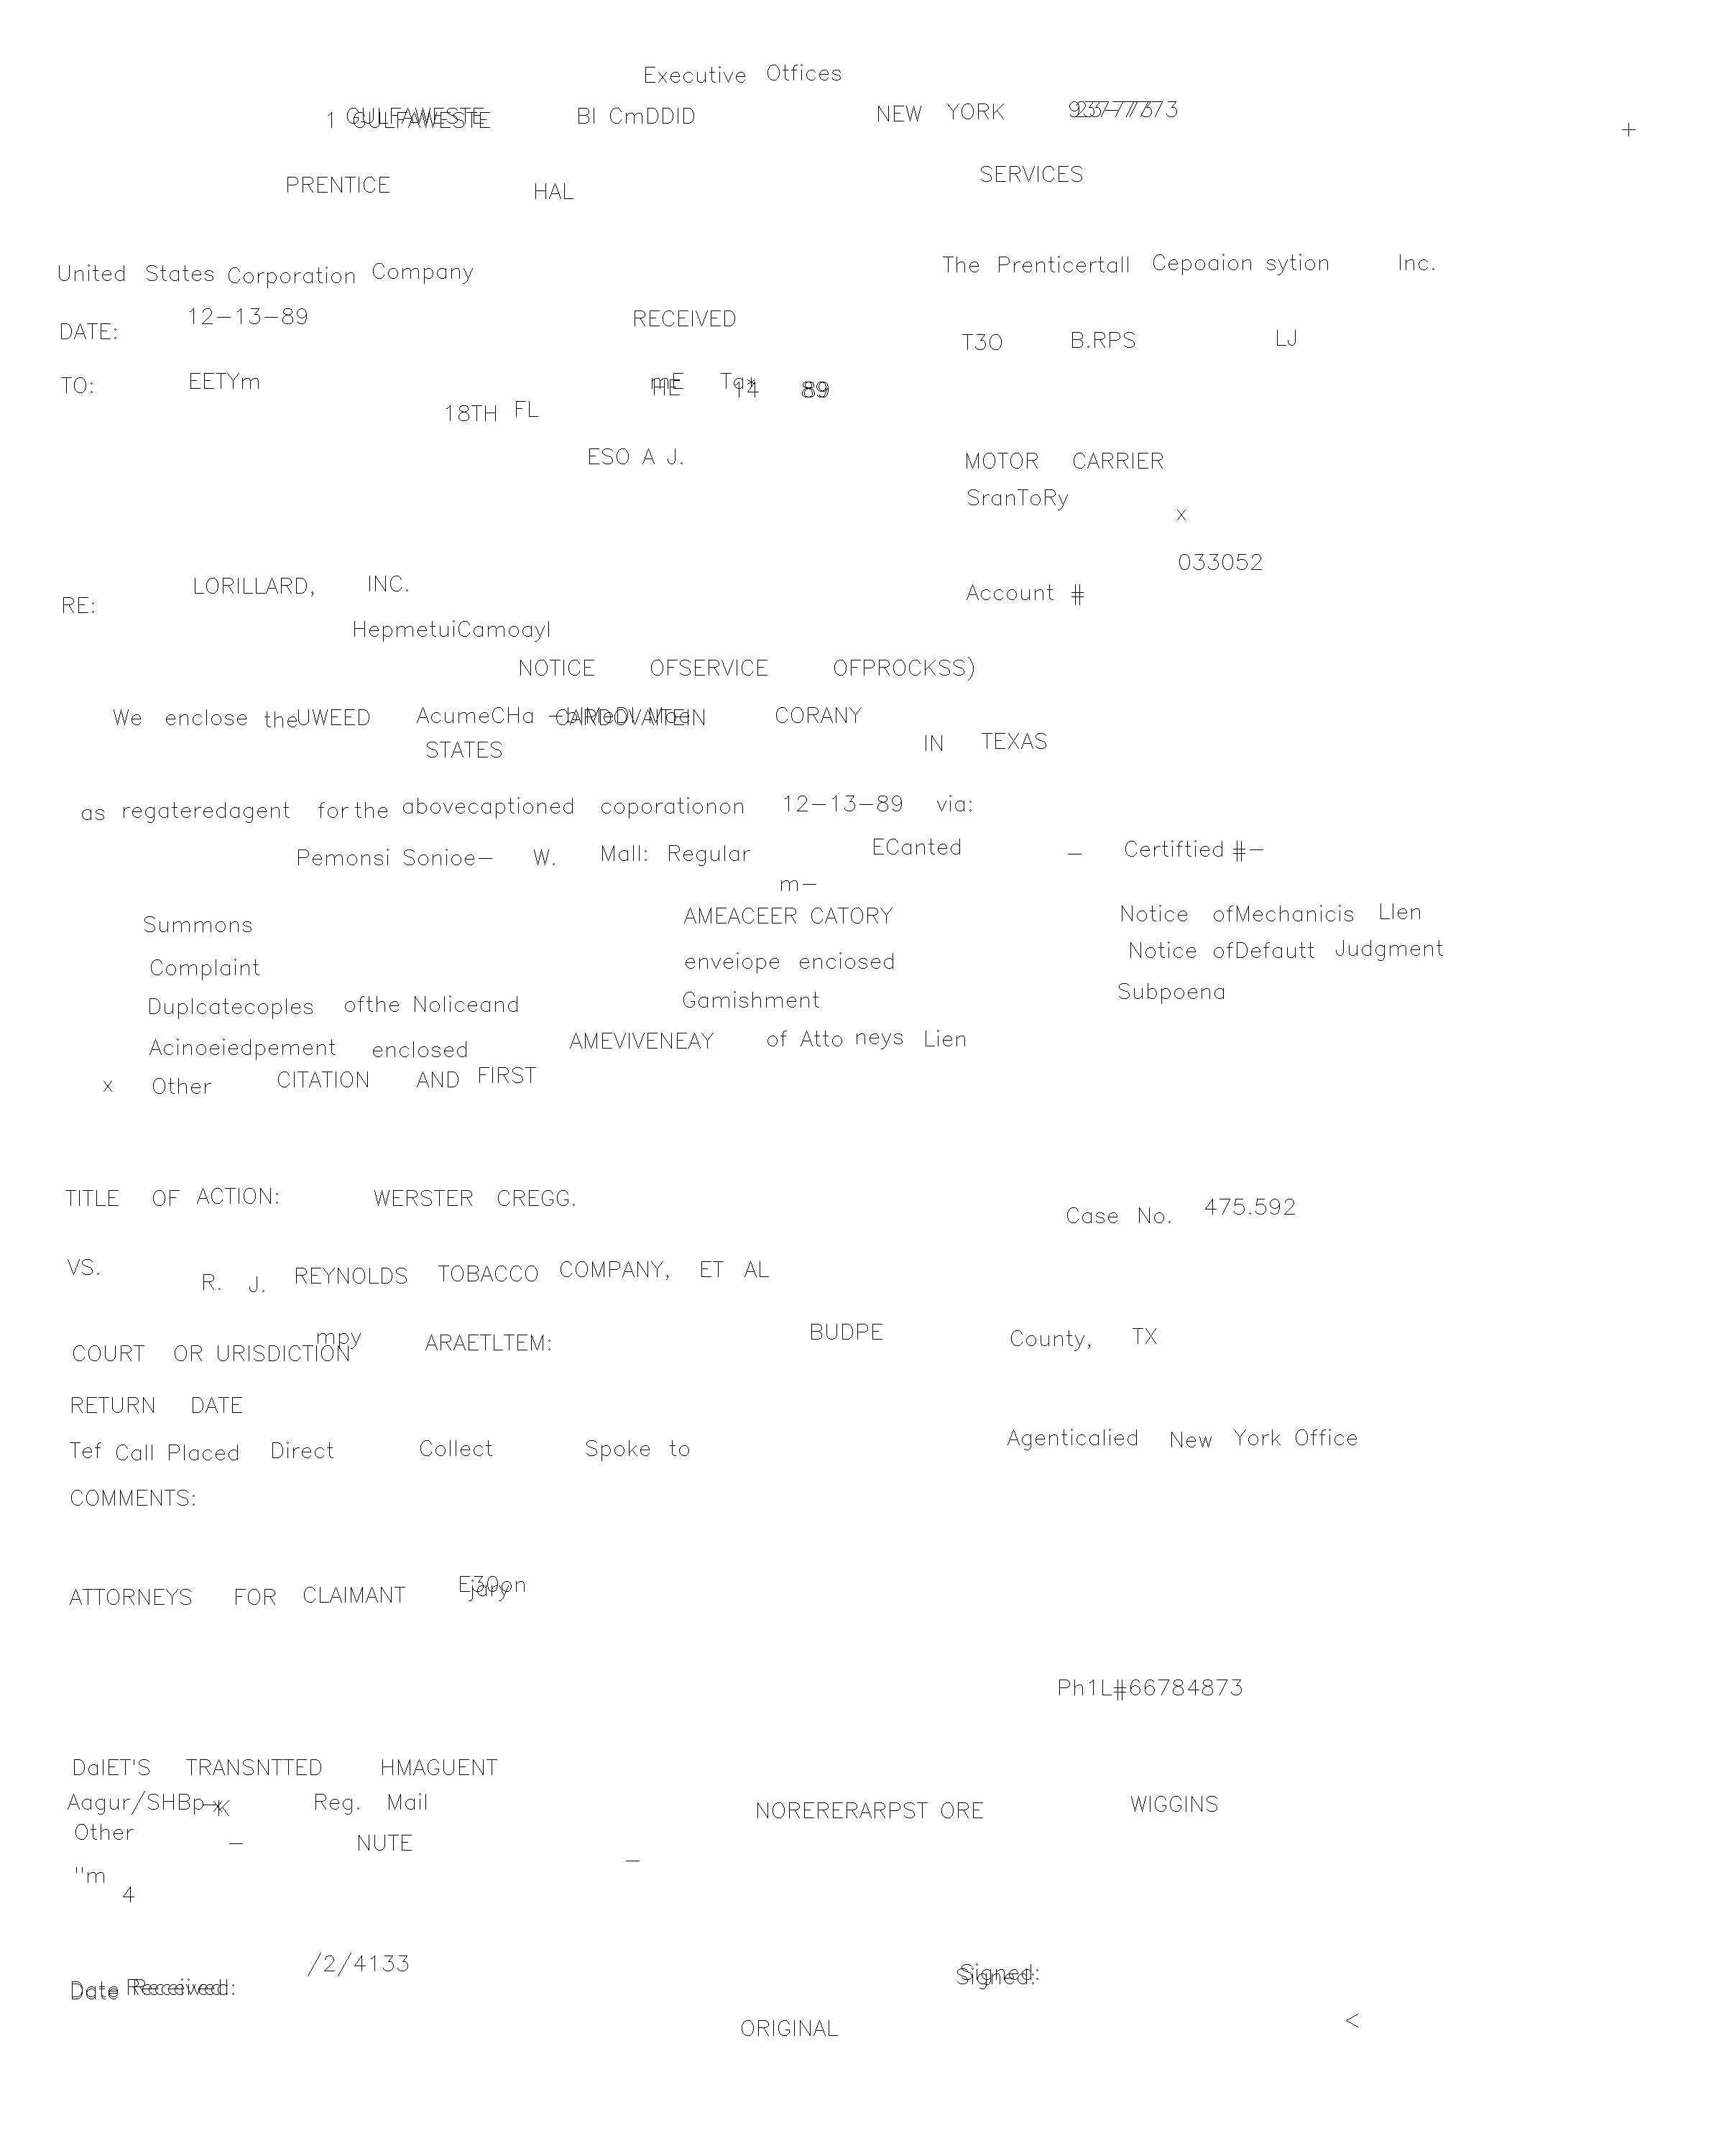 Executive Otfices
1 GULFAWESTE BI CmDDID NEW YORK
PRENTICE HAL SERVICES
United States Corporation Company The Prenticertall Cepoaion sytion Inc.
DATE: 12-13-89 RECEIVED T30 B.RPS LJ
TO: EETYm 89
18TH FL
ESO A J. MOTOR CARRIER
SranToRy
x
033052
Account #
RE: LORILLARD, INC.
HepmetuiCamoayl
NOTICE OFSERVICE OFPROCKSS)
We enclose the UWEED AcumeCHa CORANY
STATES IN TEXAS
as regateredagent for the abovecaptioned coporationon 12-13-89 via:
Pemonsi Sonioe- W. Mall: Regular ECanted - Certiftied #-
m-
Summons AMEACEER CATORY Notice ofMechanicis Llen
Complaint enveiope enciosed Notice ofDefautt Judgment
Duplcatecoples ofthe Noliceand Gamishment Subpoena
Acinoeiedpement enclosed AMEVIVENEAY of Atto neys Lien
x Other CITATION AND FIRST
TITLE OF ACTION: WERSTER CREGG. Case No. 475.592
VS. R. J. REYNOLDS TOBACCO COMPANY, ET AL
COURT OR URISDICTION mpy ARAETLTEM: BUDPE County, TX
RETURN DATE
Tef Call Placed Direct Collect Spoke to Agenticalied New York Office
COMMENTS:
ATTORNEYS FOR CLAIMANT
Ph1L#66784873
DalET'S TRANSNTTED HMAGUENT
Aagur/SHBp Reg. Mail NORERERARPST ORE WIGGINS
Other - NUTE -
"m
4
/2/4133
Date Received: Signed:
ORIGINAL <